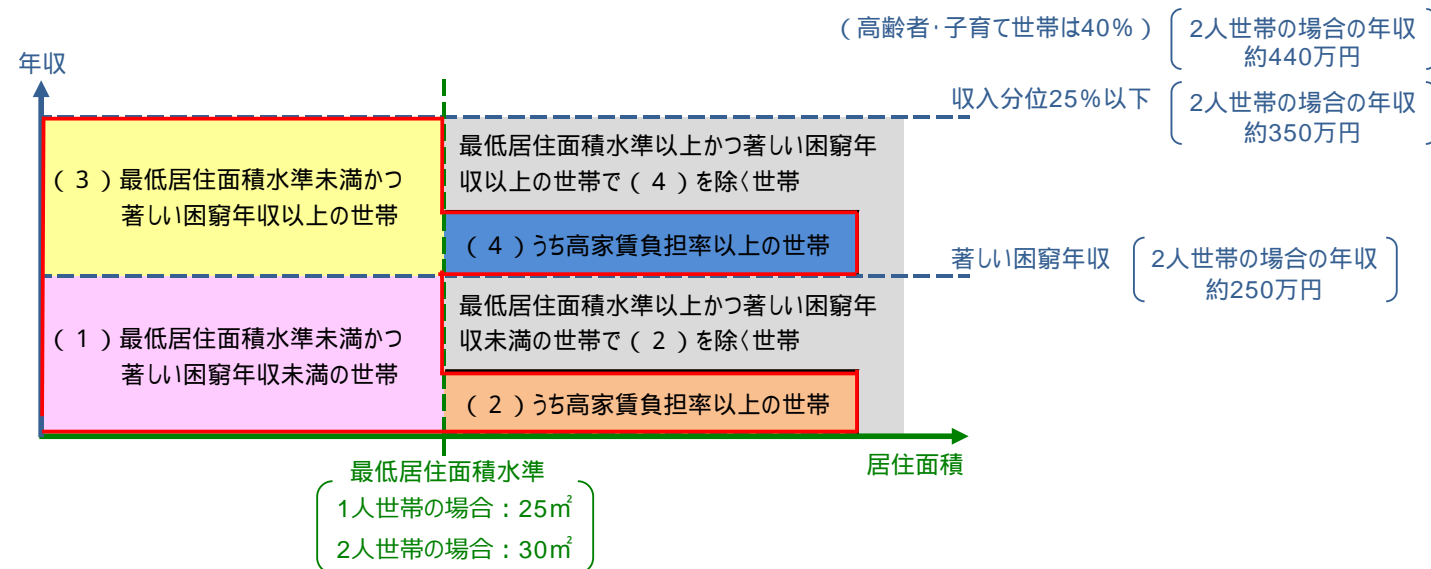 (高齢者・子育て世帯は40%)
2人世帯の場合の年収
約440万円
年収
収入分位25%以下
2人世帯の場合の年収
約350万円
最低居住面積水準以上かつ著しい困窮年
収以上の世帯で(4)を除く世帯
(3)最低居住面積水準未満かつ
著しい困窮年収以上の世帯
(4)うち高家賃負担率以上の世帯
著しい困窮年収
2人世帯の場合の年収
約250万円
最低居住面積水準以上かつ著しい困窮年
収未満の世帯で(2)を除く世帯
(1)最低居住面積水準未満かつ
著しい困窮年収未満の世帯
(2)うち高家賃負担率以上の世帯
居住面積
最低居住面積水準
1人世帯の場合:25㎡
2人世帯の場合:30㎡